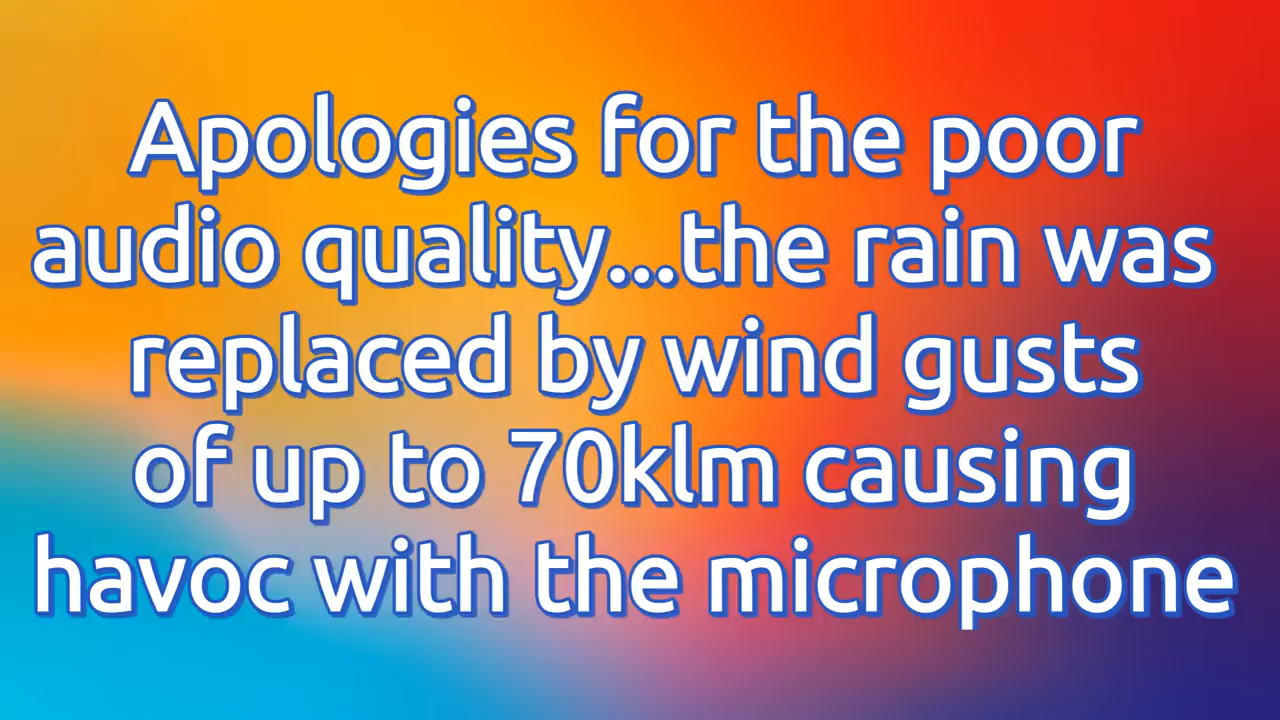 Apologies for the poor
audio quality...the rain was
replaced by wind gusts
of up to 70klm causing
havoc with the microphone